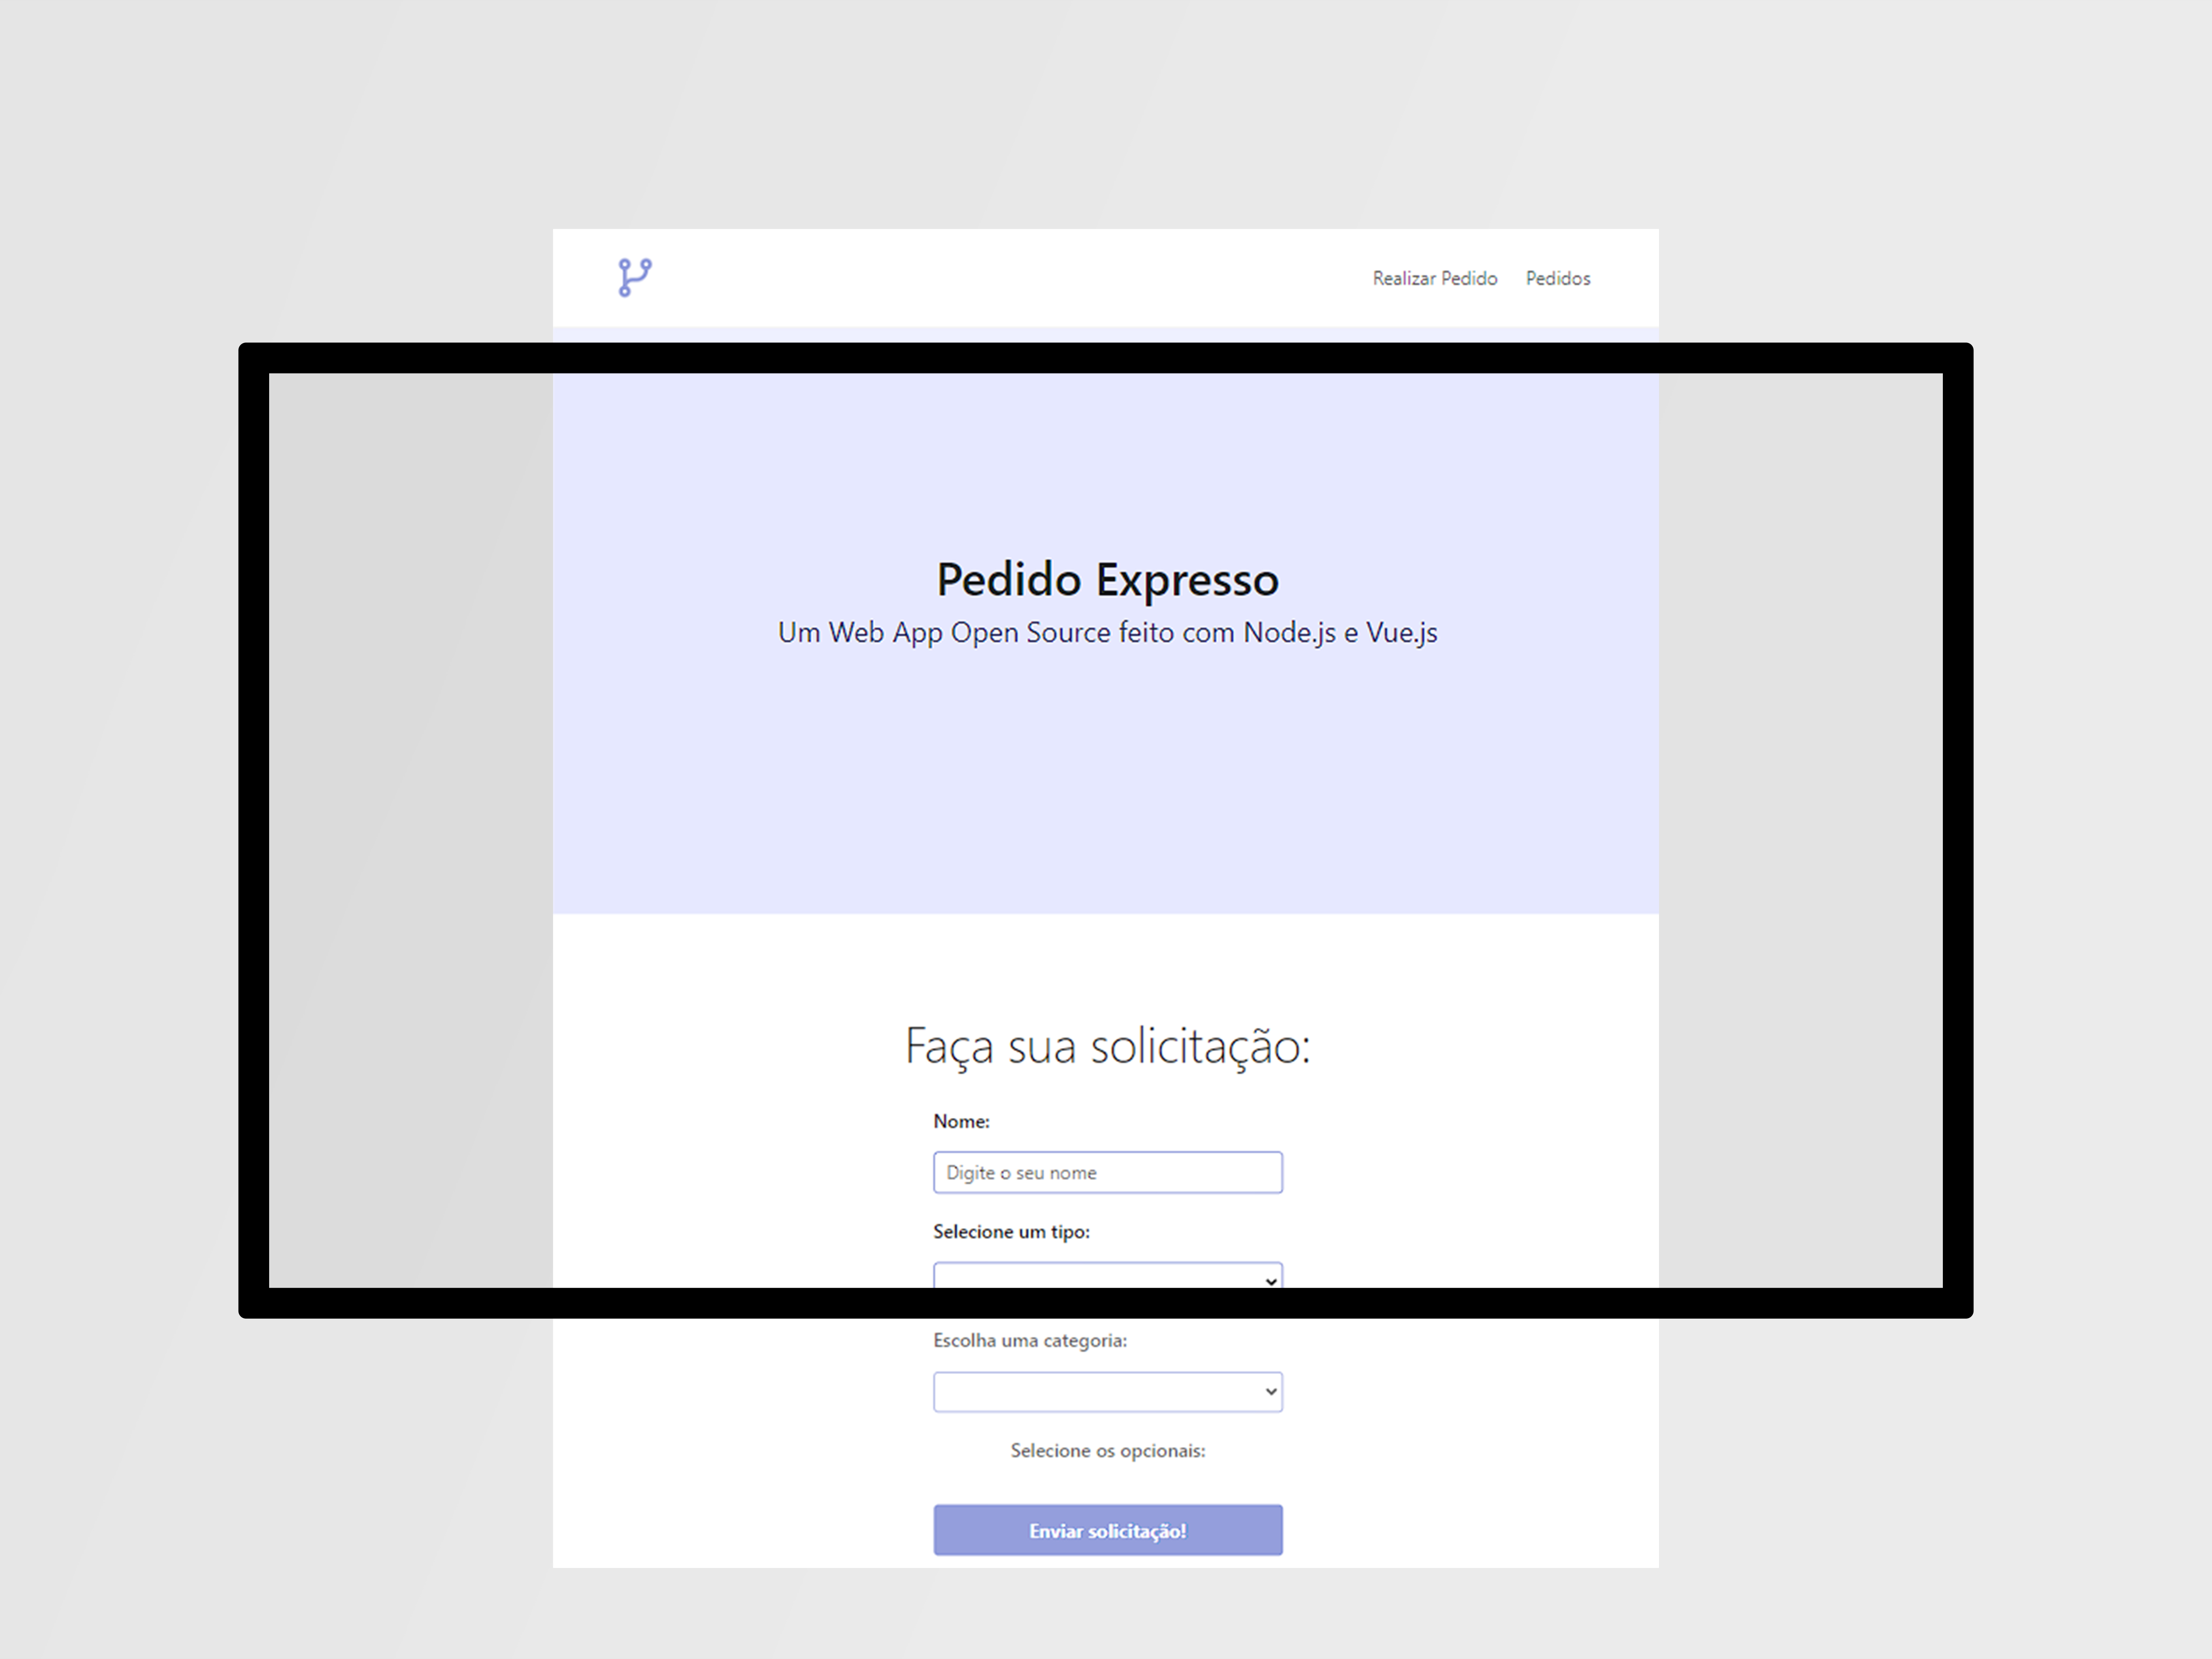 Realizar Pedido Pedidos
Pedido Expresso
Um Web App Open Source feito com Node.js e Vue.js
Faça sua solicitação:
Nome:
Digite o seu nome
Selecione um tipo:
Escolha uma categoria:
Selecione os opcionais:
Enviar solicitação!